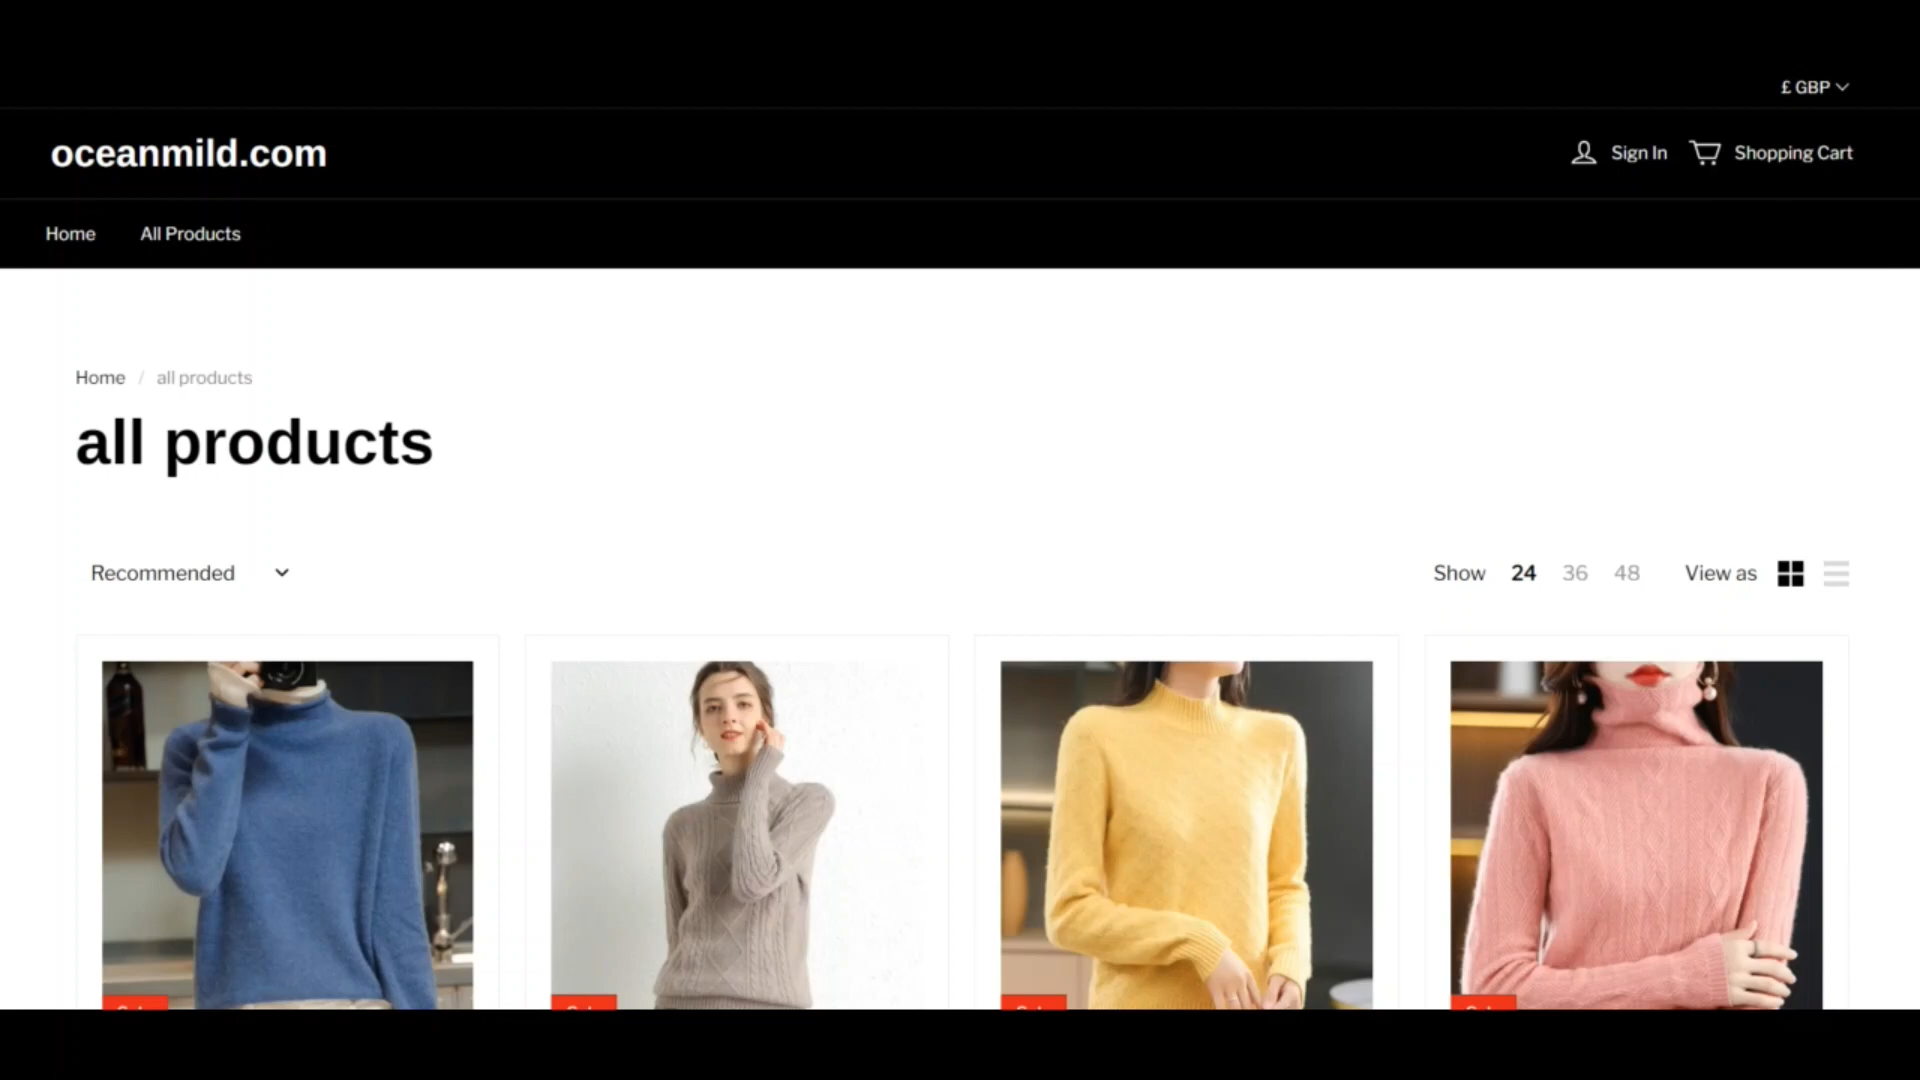 £ GBP
oceanmild.com
Sign In
Shopping Cart
Home
All Products
Home / all products
all products
Recommended
Show 24 36 48 View as